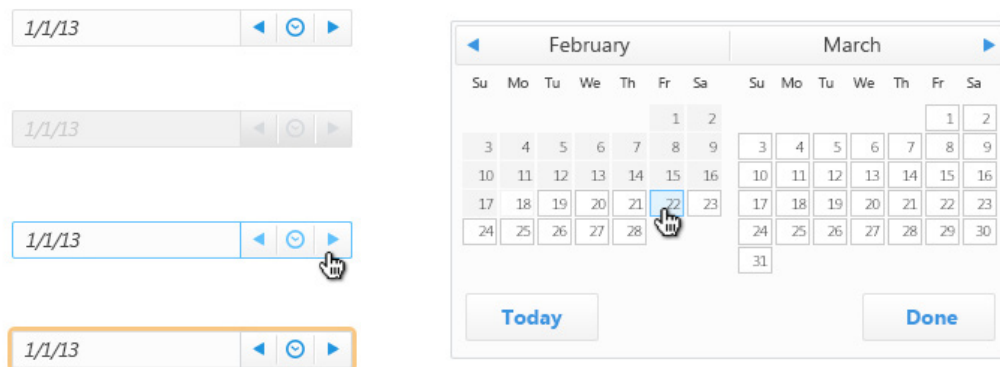 1/1/13
1/1/13
1/1/13
1/1/13
February March
Su Mo Tu We Th Fr Sa Su Mo Tu We Th Fr Sa
1 2 1 2
3 4 5 6 7 8 9 3 4 5 6 7 8 9
10 11 12 13 14 15 16 10 11 12 13 14 15 16
17 18 19 20 21 22 23 17 18 19 20 21 22 23
24 25 26 27 28 24 25 26 27 28 29 30
31
Today Done